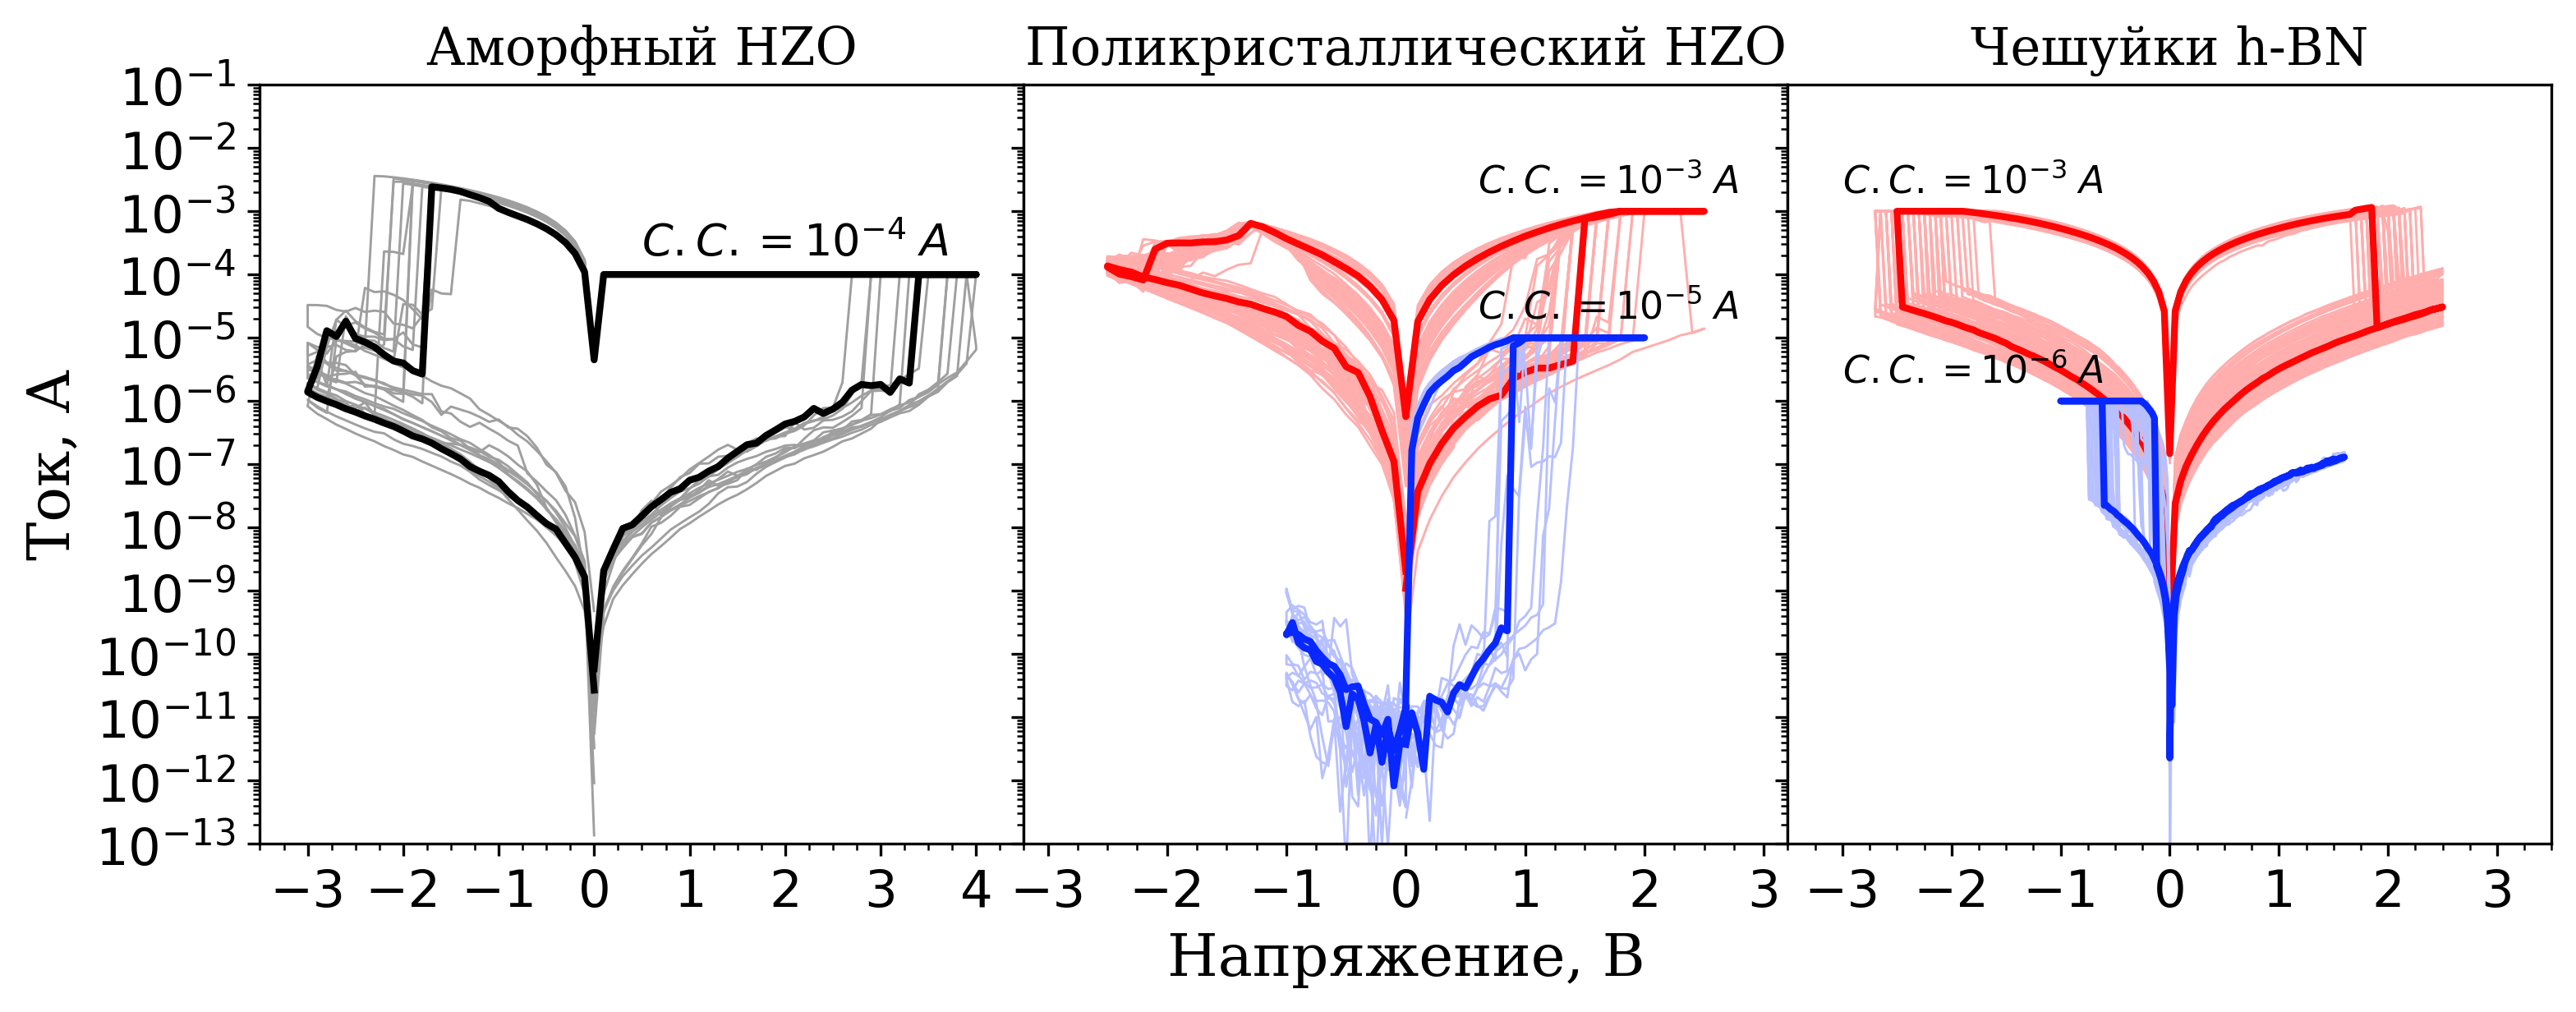 Аморфный HZO
Поликристаллический HZO
Чешуйки h-BN
Ток, А
10⁻¹
10⁻²
10⁻³
10⁻⁴
10⁻⁵
10⁻⁶
10⁻⁷
10⁻⁸
10⁻⁹
10⁻¹⁰
10⁻¹¹
10⁻¹²
10⁻¹³
C.C. = 10⁻⁴ A
C.C. = 10⁻³ A
C.C. = 10⁻⁵ A
C.C. = 10⁻³ A
C.C. = 10⁻⁶ A
−3 −2 −1 0 1 2 3 4
−3 −2 −1 0 1 2 3
−3 −2 −1 0 1 2 3
Напряжение, В